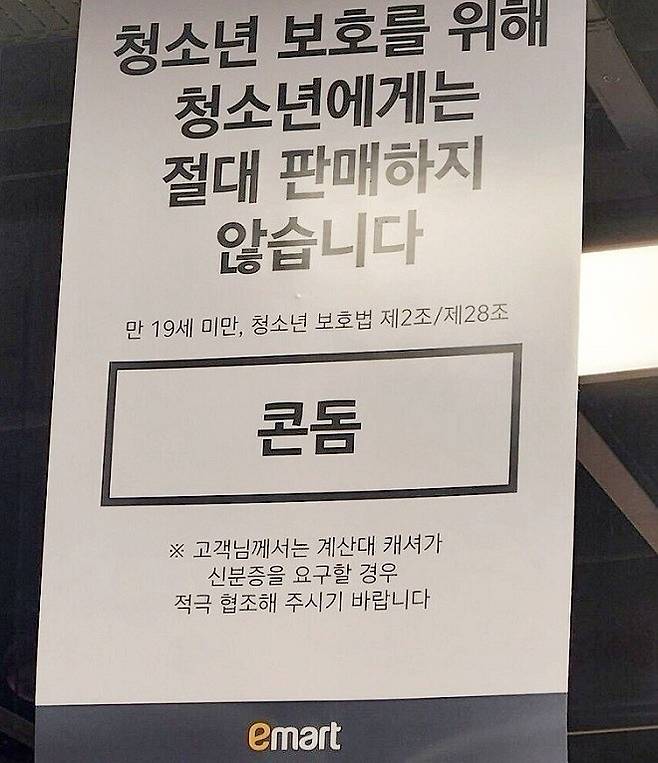 청소년 보호를 위해
청소년에게는
절대 판매하지
않습니다
만 19세 미만, 청소년 보호법 제2조/제28조
콘돔
※ 고객님께서는 계산대 캐셔가
신분증을 요구할 경우
적극 협조해 주시기 바랍니다
emart